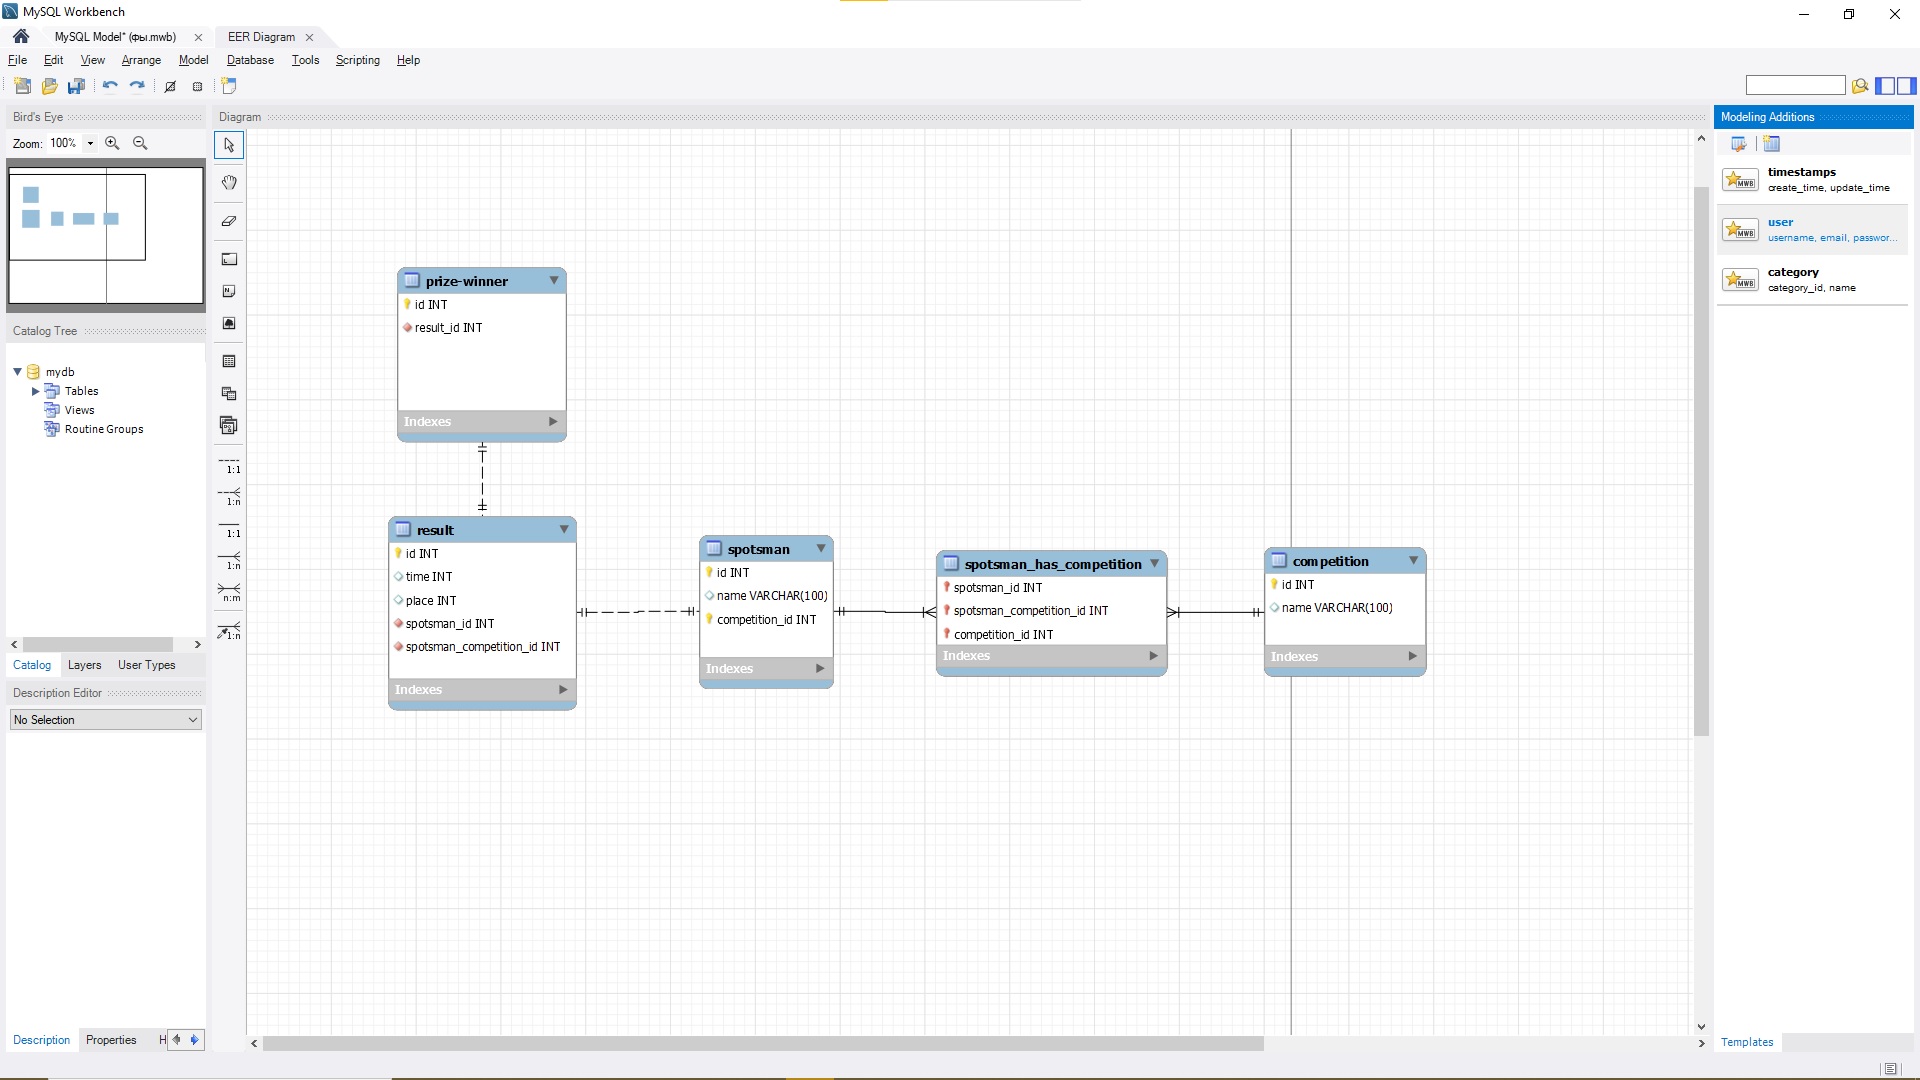 MySQL Workbench
MySQL Model* (фы.mwb)
EER Diagram
File Edit View Arrange Model Database Tools Scripting Help
Bird's Eye
Zoom: 100%
Catalog Tree
mydb
Tables
Views
Routine Groups
Catalog Layers User Types
Description Editor
No Selection
Description Properties H
Diagram
1:1
1:n
1:1
1:n
n:m
1:n
prize-winner
id INT
result_id INT
Indexes
result
id INT
time INT
place INT
spotsman_id INT
spotsman_competition_id INT
Indexes
spotsman
id INT
name VARCHAR(100)
competition_id INT
Indexes
spotsman_has_competition
spotsman_id INT
spotsman_competition_id INT
competition_id INT
Indexes
competition
id INT
name VARCHAR(100)
Indexes
Modeling Additions
MWB
timestamps
create_time, update_time
MWB
user
username, email, passwor...
MWB
category
category_id, name
Templates